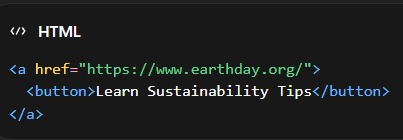 </> HTML
<a href="https://www.earthday.org/">
  <button>Learn Sustainability Tips</button>
</a>